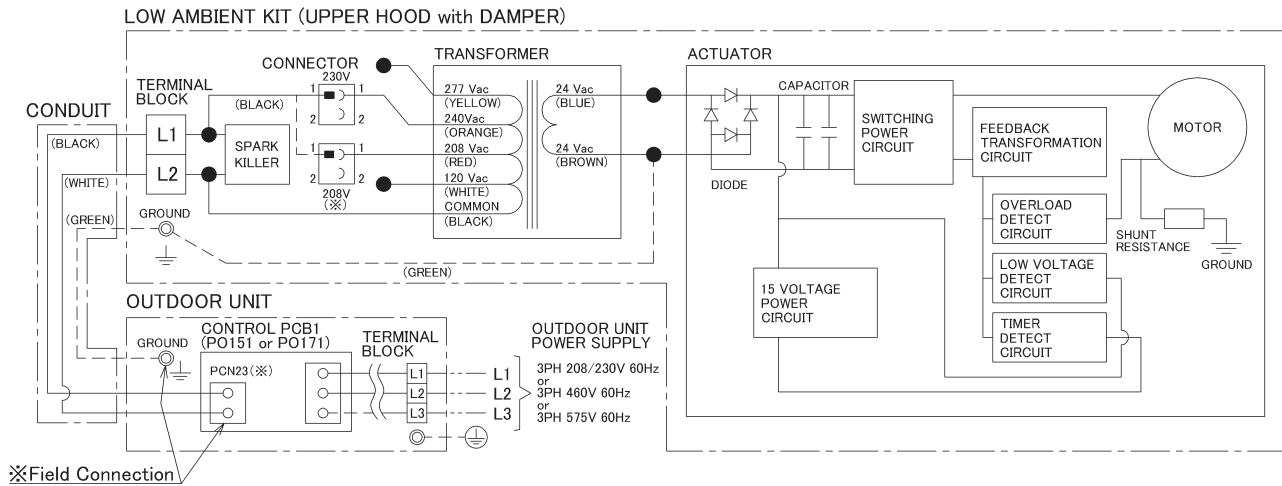 LOW AMBIENT KIT (UPPER HOOD with DAMPER)
CONDUIT
(BLACK)
(WHITE)
(GREEN)
TERMINAL
BLOCK
L1
L2
GROUND
SPARK
KILLER
(BLACK)
CONNECTOR
230V
1 1
2 2
1 1
2 2
208V
(※)
TRANSFORMER
277 Vac
(YELLOW)
240Vac
(ORANGE)
208 Vac
(RED)
120 Vac
(WHITE)
COMMON
(BLACK)
24 Vac
(BLUE)
24 Vac
(BROWN)
(GREEN)
ACTUATOR
DIODE
CAPACITOR
SWITCHING
POWER
CIRCUIT
FEEDBACK
TRANSFORMATION
CIRCUIT
MOTOR
OVERLOAD
DETECT
CIRCUIT
SHUNT
RESISTANCE
GROUND
LOW VOLTAGE
DETECT
CIRCUIT
TIMER
DETECT
CIRCUIT
15 VOLTAGE
POWER
CIRCUIT
OUTDOOR UNIT
GROUND
CONTROL PCB1
(PO151 or PO171)
PCN23(※)
TERMINAL
BLOCK
L1
L2
L3
L1
L2
L3
OUTDOOR UNIT
POWER SUPPLY
3PH 208/230V 60Hz
or
3PH 460V 60Hz
or
3PH 575V 60Hz
※Field Connection